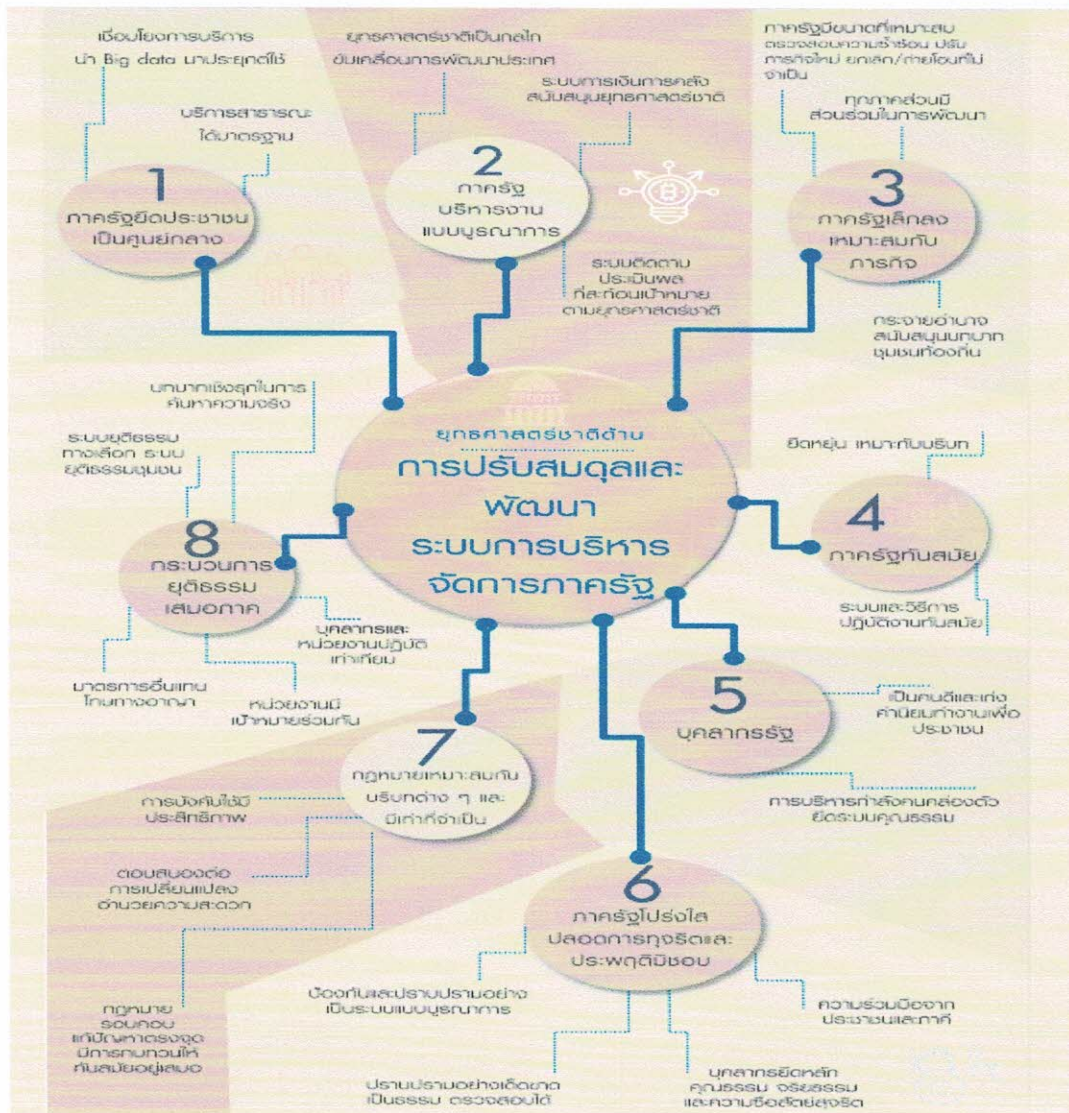 เชื่อมโยงการบริการ
นำ Big data มาประยุกต์ใช้
บริการสาธารณะ
ได้มาตรฐาน
1
ภาครัฐยึดประชาชน
เป็นศูนย์กลาง
ยุทธศาสตร์ชาติเป็นกลไก
ขับเคลื่อนการพัฒนาประเทศ
ระบบการเงินการคลัง
สนับสนุนยุทธศาสตร์ชาติ
2
ภาครัฐ
บริหารงาน
แบบบูรณาการ
ระบบติดตาม
ประเมินผล
ที่สะท้อนเป้าหมาย
ตามยุทธศาสตร์ชาติ
ภาครัฐมีขนาดที่เหมาะสม
ตรวจสอบความซ้ำซ้อน ปรับ
ภารกิจใหม่ ยกเลิก/ถ่ายโอนที่ไม่
จำเป็น
ทุกภาคส่วนมี
ส่วนร่วมในการพัฒนา
3
ภาครัฐเล็กลง
เหมาะสมกับ
ภารกิจ
กระจายอำนาจ
สนับสนุนบทบาท
ชุมชนท้องถิ่น
ยุทธศาสตร์ชาติด้าน
การปรับสมดุลและ
พัฒนา
ระบบการบริหาร
จัดการภาครัฐ
ยืดหยุ่น เหมาะกับบริบท
4
ภาครัฐทันสมัย
ระบบและวิธีการ
ปฏิบัติงานทันสมัย
5
บุคลากรรัฐ
เป็นคนดีและเก่ง
ค่านิยมทำงานเพื่อ
ประชาชน
การบริหารกำลังคนคล่องตัว
ยึดระบบคุณธรรม
6
ภาครัฐโปร่งใส
ปลอดการทุจริตและ
ประพฤติมิชอบ
ป้องกันและปราบปรามอย่าง
เป็นระบบแบบบูรณาการ
ความร่วมมือจาก
ประชาชนและภาคี
ปราบปรามอย่างเด็ดขาด
เป็นธรรม ตรวจสอบได้
บุคลากรยึดหลัก
คุณธรรม จริยธรรม
และความซื่อสัตย์สุจริต
7
กฎหมายเหมาะสมกับ
บริบทต่าง ๆ และ
มีเท่าที่จำเป็น
การบังคับใช้มี
ประสิทธิภาพ
ตอบสนองต่อ
การเปลี่ยนแปลง
อำนวยความสะดวก
กฎหมาย
รอบคอบ
แก้ปัญหาตรงจุด
มีการทบทวนให้
ทันสมัยอยู่เสมอ
บทบาทเชิงรุกในการ
ค้นหาความจริง
ระบบยุติธรรม
ทางเลือก ระบบ
ยุติธรรมชุมชน
8
กระบวนการ
ยุติธรรม
เสมอภาค
บุคลากรและ
หน่วยงานปฏิบัติ
เท่าเทียม
มาตรการอื่นแทน
โทษทางอาญา
หน่วยงานมี
เป้าหมายร่วมกัน